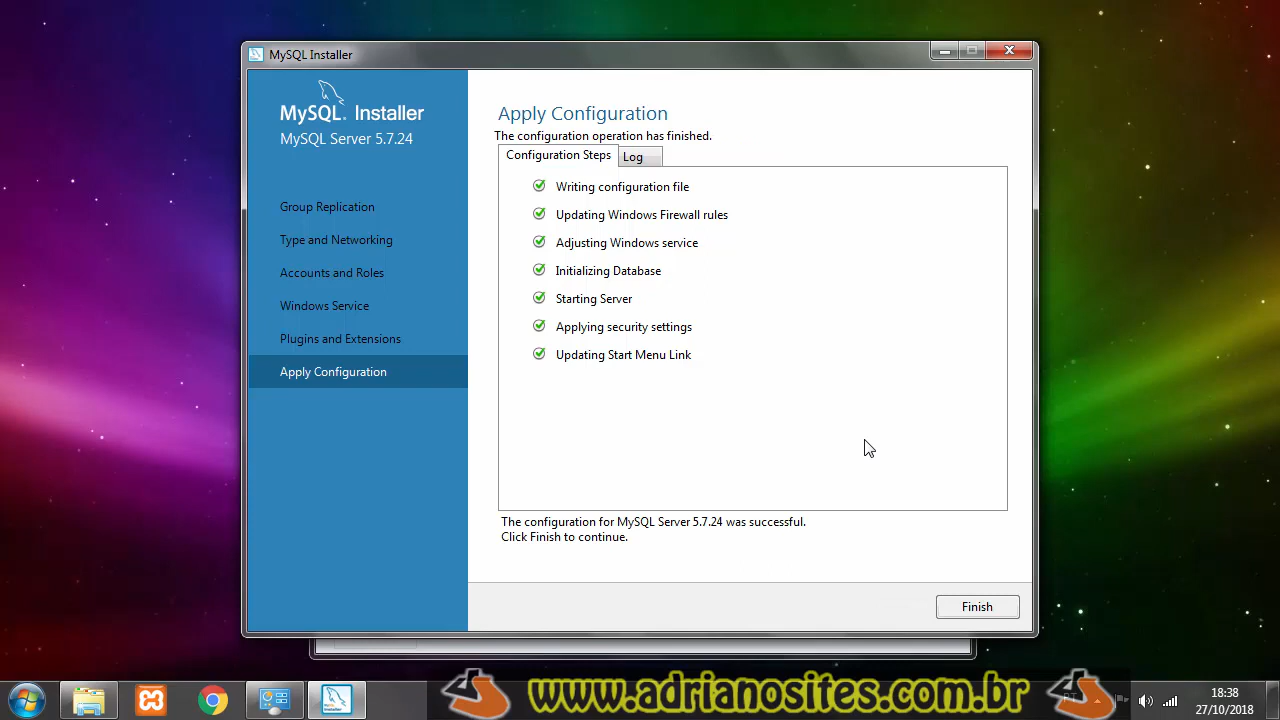 MySQL Installer
MySQL. Installer
MySQL Server 5.7.24
Group Replication
Type and Networking
Accounts and Roles
Windows Service
Plugins and Extensions
Apply Configuration
Apply Configuration
The configuration operation has finished.
Configuration Steps
Log
Writing configuration file
Updating Windows Firewall rules
Adjusting Windows service
Initializing Database
Starting Server
Applying security settings
Updating Start Menu Link
The configuration for MySQL Server 5.7.24 was successful.
Click Finish to continue.
Finish
www.adrianosites.com.br
PT
18:38
27/10/2018